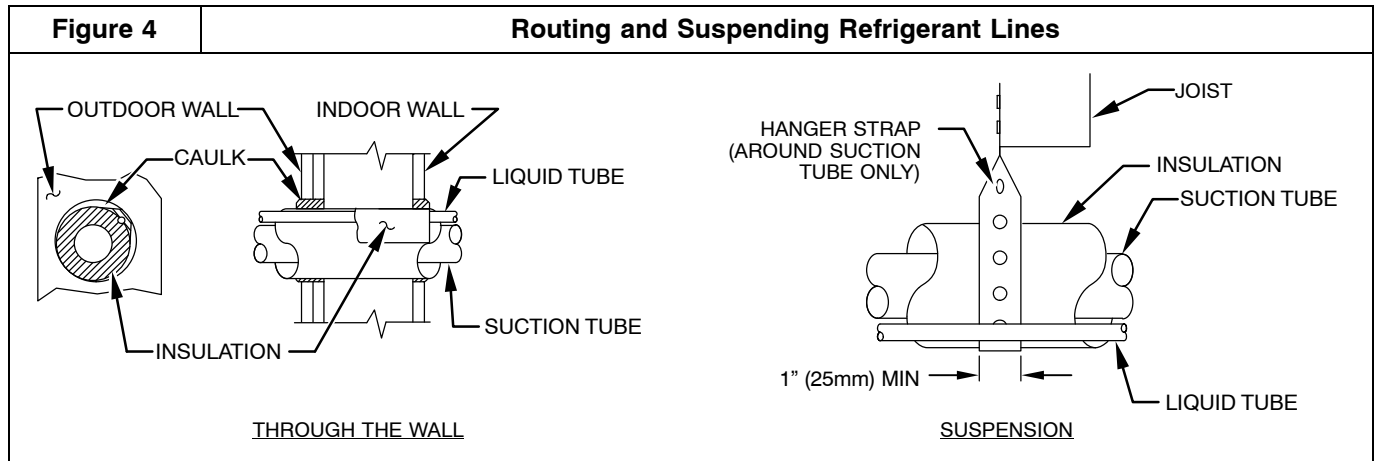 Figure 4
Routing and Suspending Refrigerant Lines
OUTDOOR WALL
INDOOR WALL
CAULK
LIQUID TUBE
SUCTION TUBE
INSULATION
THROUGH THE WALL
JOIST
HANGER STRAP
(AROUND SUCTION
TUBE ONLY)
INSULATION
SUCTION TUBE
1” (25mm) MIN
LIQUID TUBE
SUSPENSION